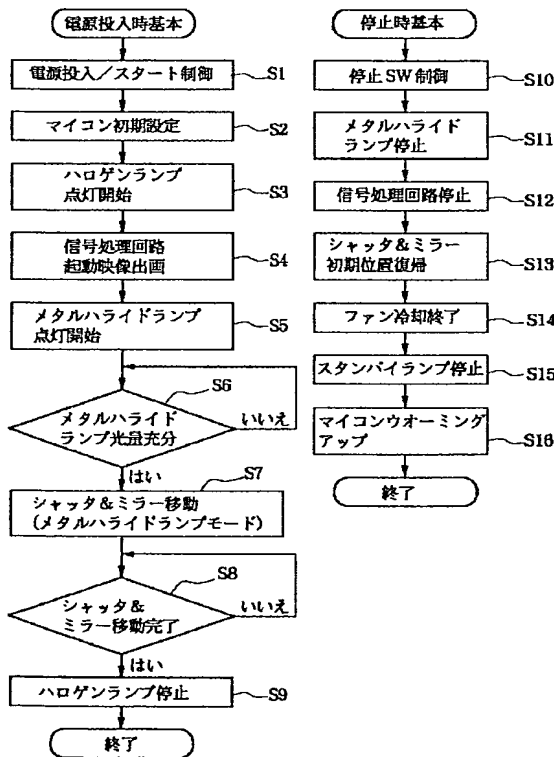 電源投入時基本
電源投入／スタート制御
S1
マイコン初期設定
S2
ハロゲンランプ
点灯開始
S3
信号処理回路
起動映像出画
S4
メタルハライドランプ
点灯開始
S5
S6
メタルハライド
ランプ光量充分
いいえ
はい
S7
シャッタ＆ミラー移動
（メタルハライドランプモード）
S8
シャッタ＆
ミラー移動完了
いいえ
はい
ハロゲンランプ停止
S9
終了
停止時基本
停止SW制御
S10
メタルハライド
ランプ停止
S11
信号処理回路停止
S12
シャッタ＆ミラー
初期位置復帰
S13
ファン冷却終了
S14
スタンバイランプ停止
S15
マイコンウオーミング
アップ
S16
終了